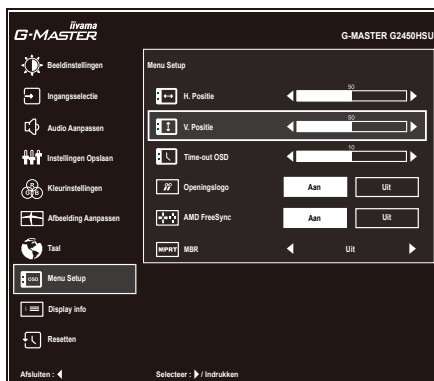 iiyama
G-MASTER
G-MASTER G2450HSU
Beeldinstellingen
Ingangsselectie
Audio Aanpassen
Instellingen Opslaan
R G B
Kleurinstellingen
Afbeelding Aanpassen
Taal
OSD Menu Setup
Display info
Resetten
Menu Setup
H. Positie 50
V. Positie 50
Time-out OSD 10
Openingslogo Aan Uit
AMD FreeSync Aan Uit
MPRT MBR Uit
Afsluiten :
Selecteer : / Indrukken